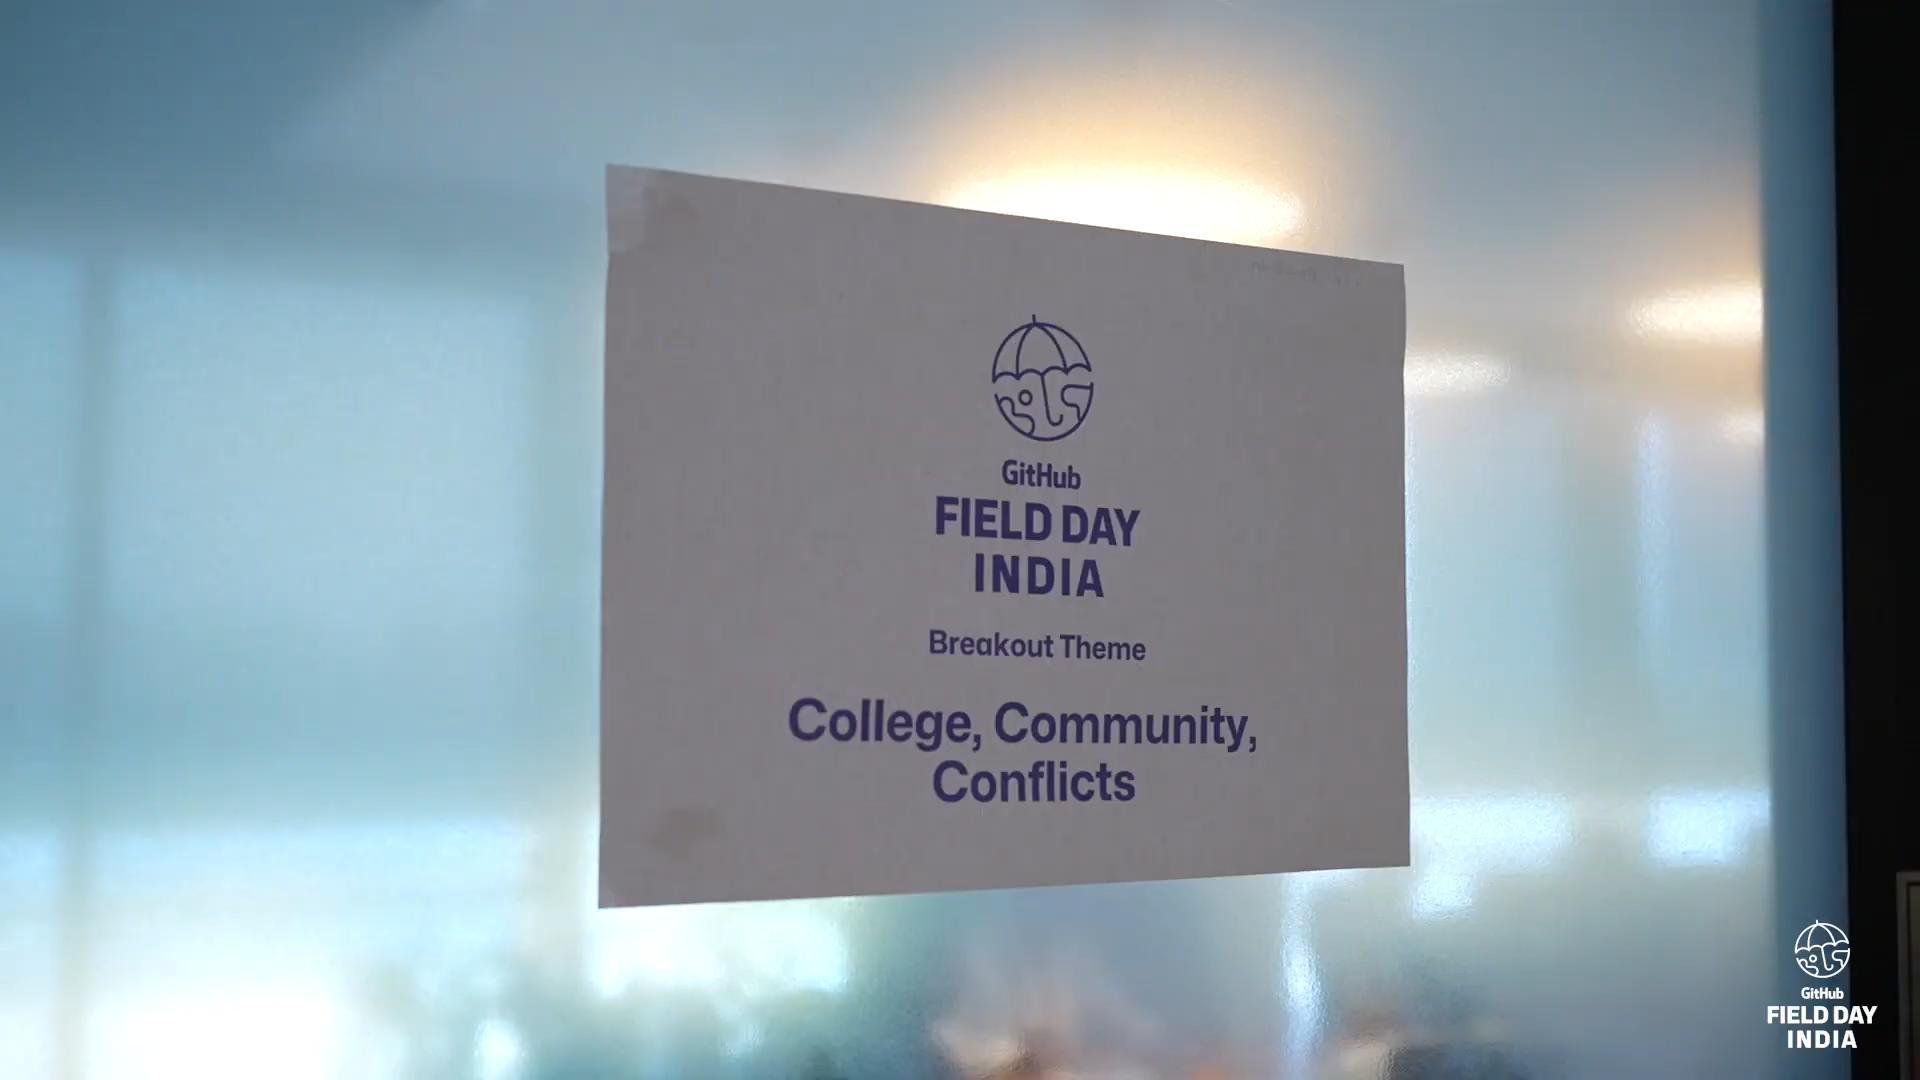 GitHub
FIELD DAY
INDIA
Breakout Theme
College, Community,
Conflicts
GitHub
FIELD DAY
INDIA